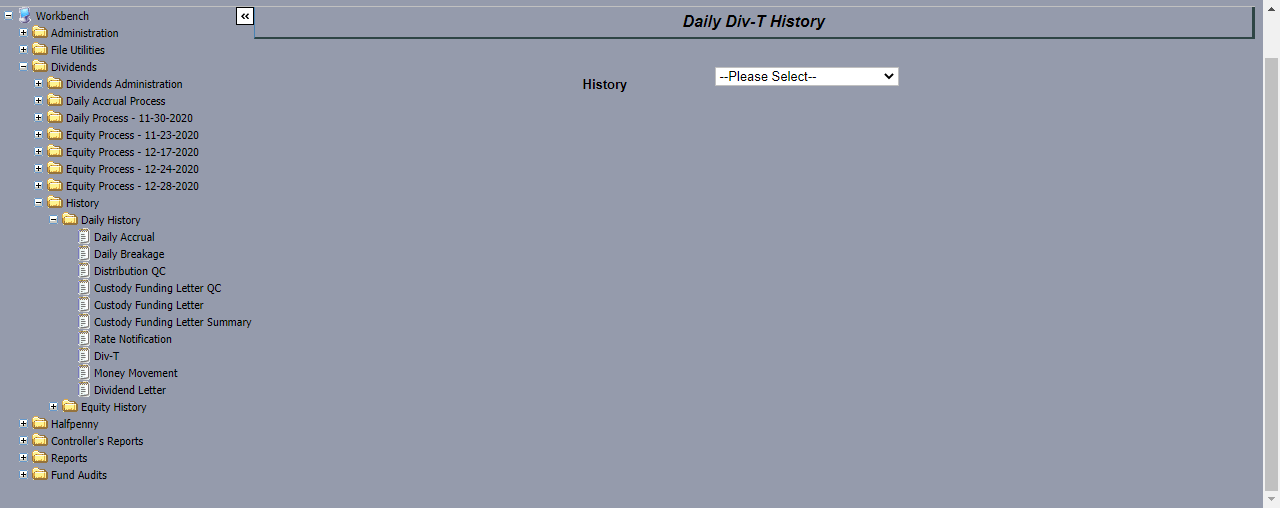 Workbench
«
Daily Div-T History
Administration
File Utilities
Dividends
Dividends Administration
History
--Please Select--
Daily Accrual Process
Daily Process - 11-30-2020
Equity Process - 11-23-2020
Equity Process - 12-17-2020
Equity Process - 12-24-2020
Equity Process - 12-28-2020
History
Daily History
Daily Accrual
Daily Breakage
Distribution QC
Custody Funding Letter QC
Custody Funding Letter
Custody Funding Letter Summary
Rate Notification
Div-T
Money Movement
Dividend Letter
Equity History
Halfpenny
Controller's Reports
Reports
Fund Audits